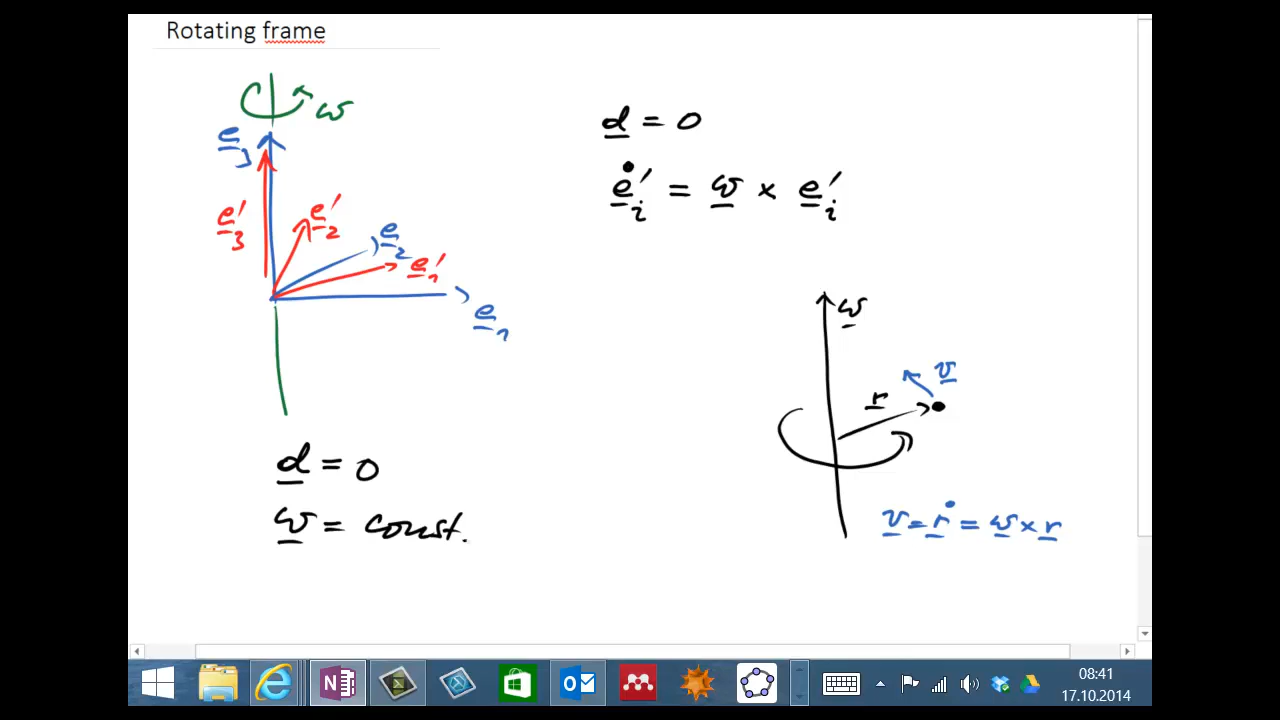 Rotating frame
ω
e₃
e′₃
e′₂
e₂
e′₁
e₁
d = 0
ω = const.
d = 0
ė′ᵢ = ω × e′ᵢ
ω
r
v
v = ṙ = ω × r
08:41
17.10.2014